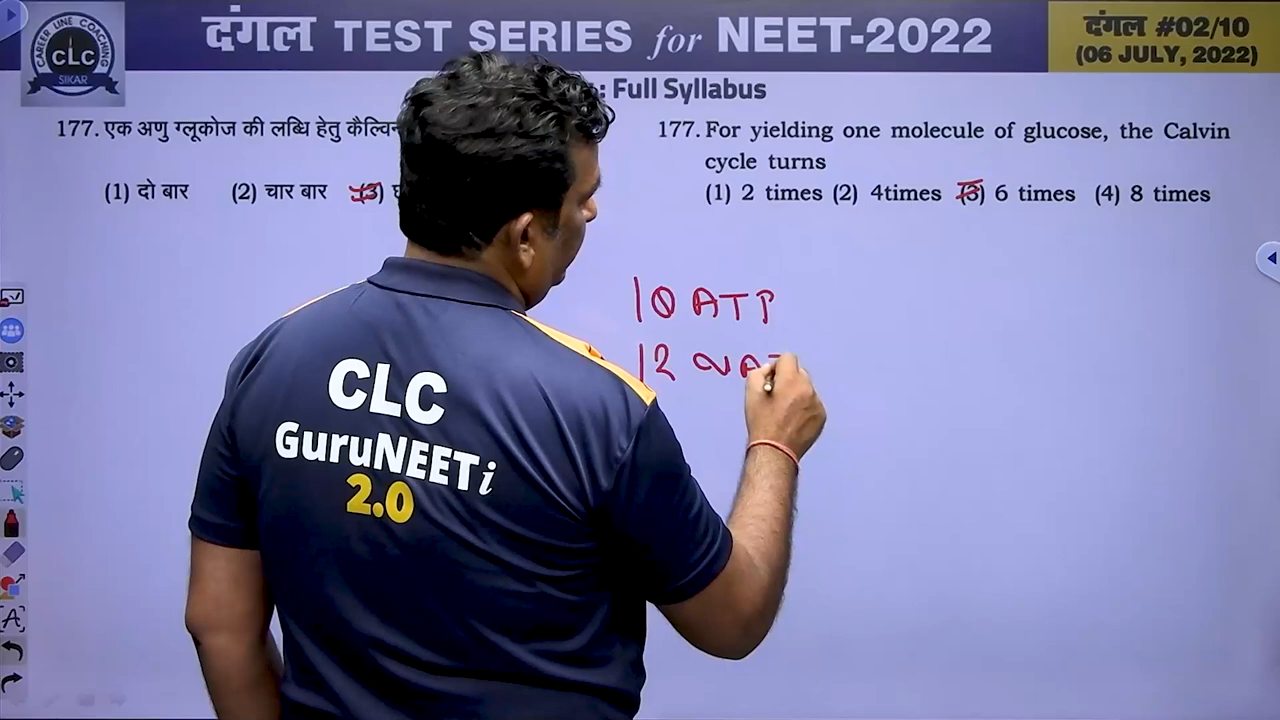 दंगल TEST SERIES for NEET-2022
दंगल #02/10
(06 JULY, 2022)
CAREER LINE COACHING
CLC
SIKAR
: Full Syllabus
177. एक अणु ग्लूकोज की लब्धि हेतु
(1) दो बार (2) चार बार (3)
177. For yielding one molecule of glucose, the Calvin
cycle turns
(1) 2 times (2) 4times (3) 6 times (4) 8 times
ATP
12
CLC
GuruNEETi
2.0